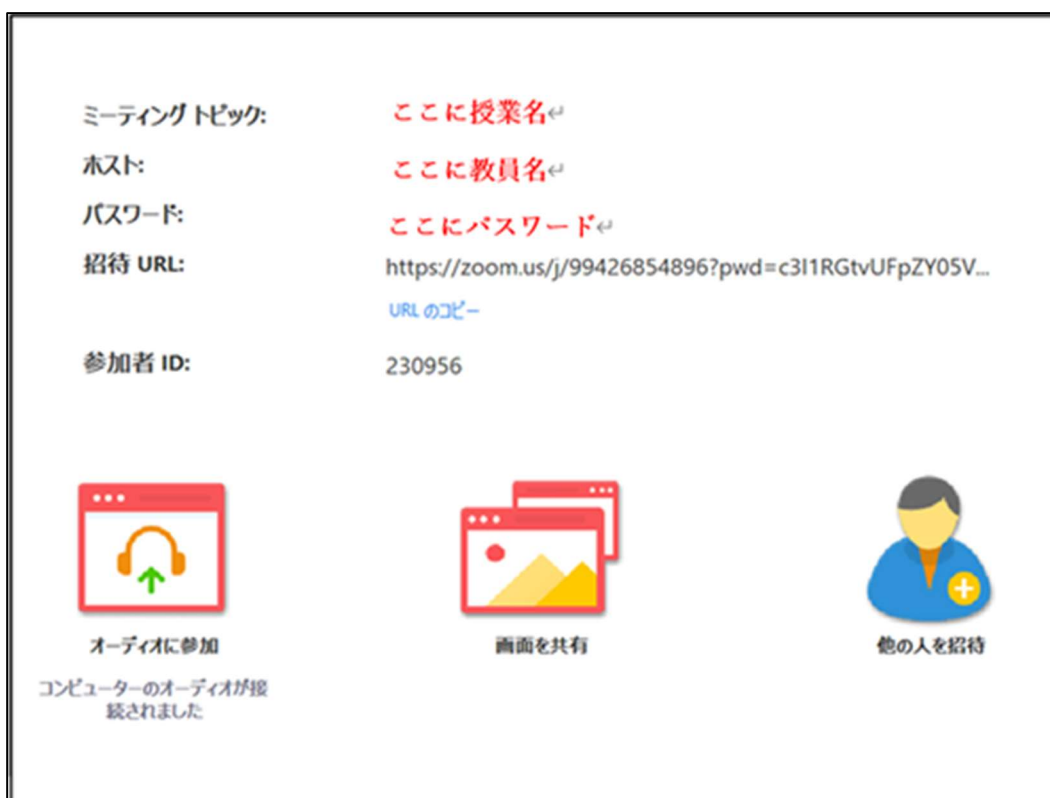 ミーティング トピック: ここに授業名↵
ホスト: ここに教員名↵
パスワード: ここにパスワード↵
招待 URL: https://zoom.us/j/99426854896?pwd=c3I1RGtvUFpZY05V...
URL のコピー
参加者 ID: 230956
オーディオに参加 画面を共有 他の人を招待
コンピューターのオーディオが接
続されました